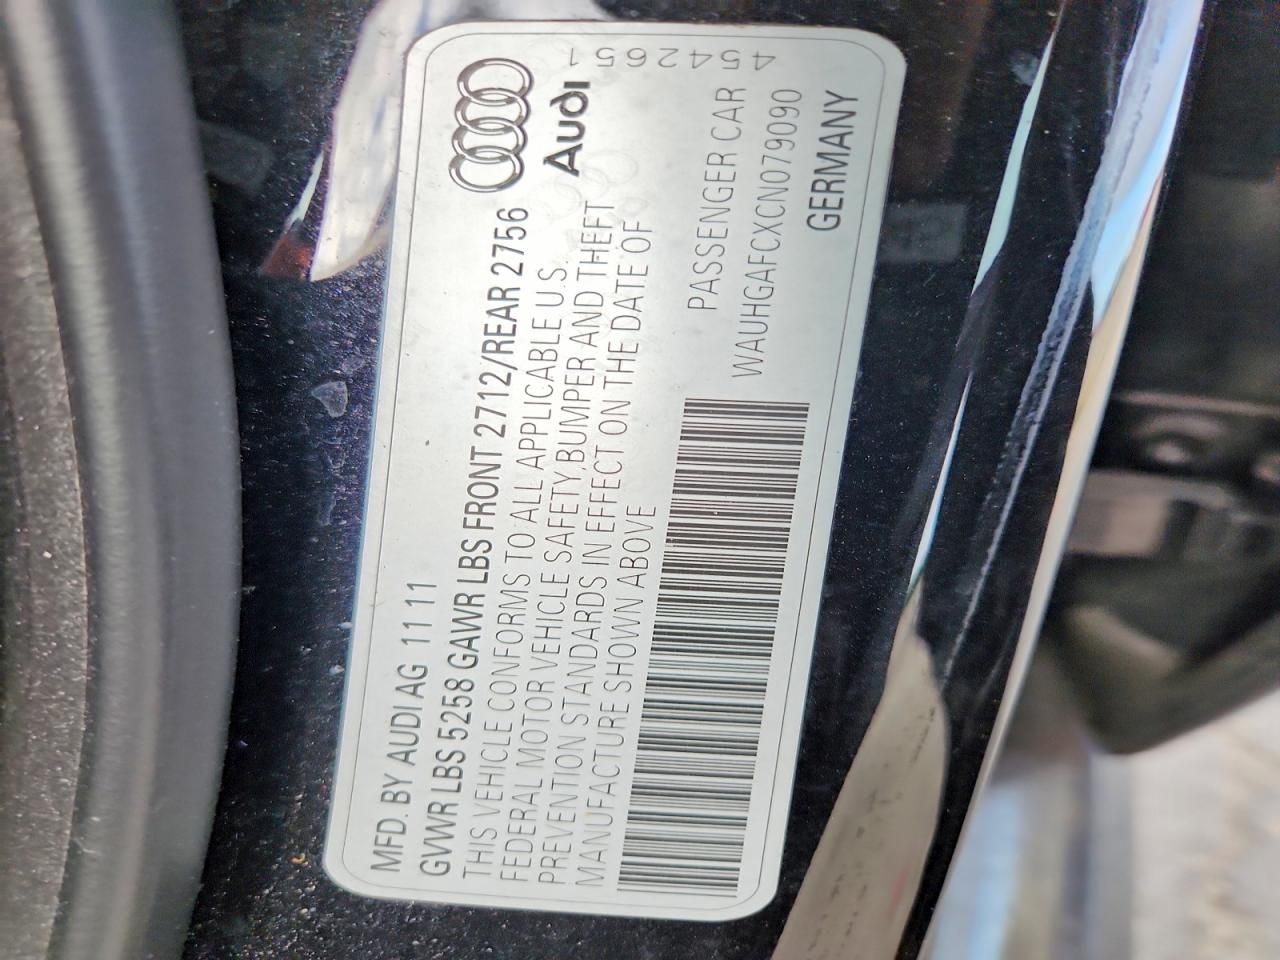 MFD. BY AUDI AG 11 11
GVWR LBS 5258 GAWR LBS FRONT 2712/REAR 2756
THIS VEHICLE CONFORMS TO ALL APPLICABLE U.S.
FEDERAL MOTOR VEHICLE SAFETY,BUMPER AND THEFT
PREVENTION STANDARDS IN EFFECT ON THE DATE OF
MANUFACTURE SHOWN ABOVE
Audi
454265 1
PASSENGER CAR
WAUHGAFCXCN079090
GERMANY